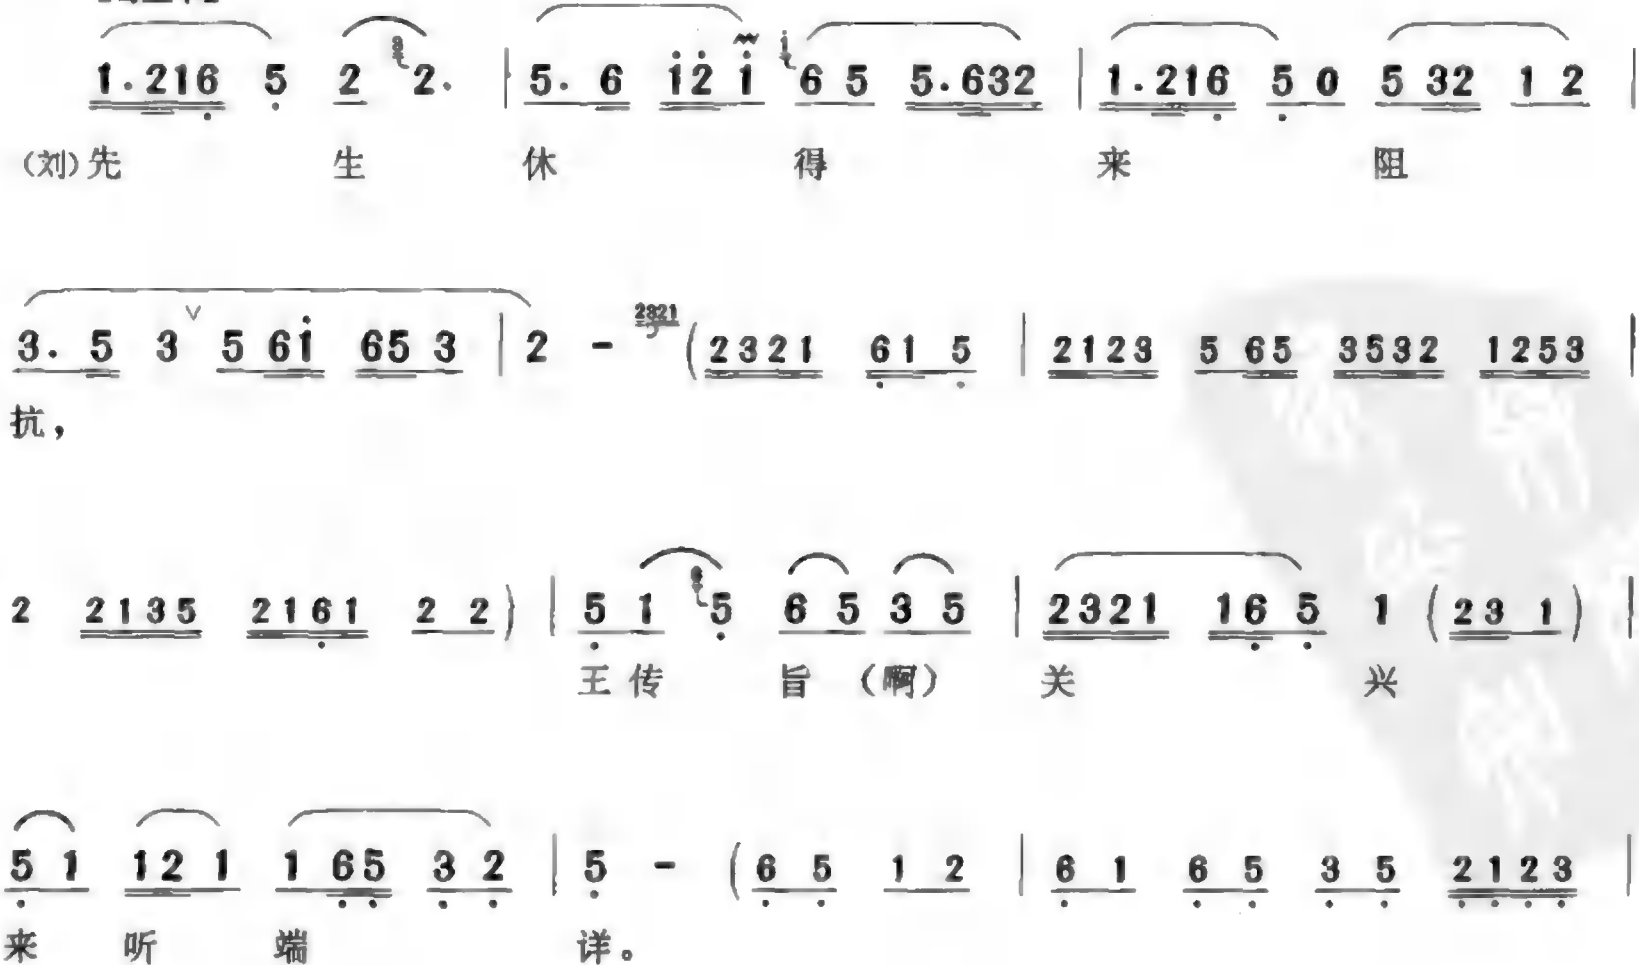 1.216 5 2 2. | 5. 6 12 1 6 5 5.632 | 1.216 5 0 5 32 1 2 |
(刘)先 生 休 得 来 阻
3. 5 3 5 61 65 3 | 2 - 2321 (2321 61 5 | 2123 5 65 3532 1253 |
抗，
2 2135 2161 2 2) | 5 1 5 6 5 3 5 | 2321 16 5 1 (23 1) |
王 传 旨 (啊) 关 兴
5 1 12 1 1 65 3 2 | 5 - (6 5 1 2 | 6 1 6 5 3 5 2123 |
来 听 端 详。